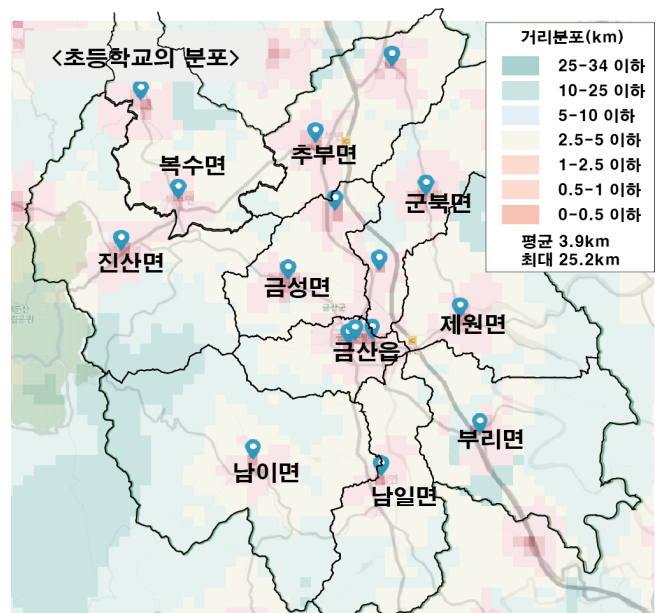 <초등학교의 분포>
거리분포(km)
25-34 이하
10-25 이하
5-10 이하
2.5-5 이하
1-2.5 이하
0.5-1 이하
0-0.5 이하
평균 3.9km
최대 25.2km
복수면
추부면
군북면
진산면
금성면
금산군
제원면
금산읍
부리면
남이면
남일면